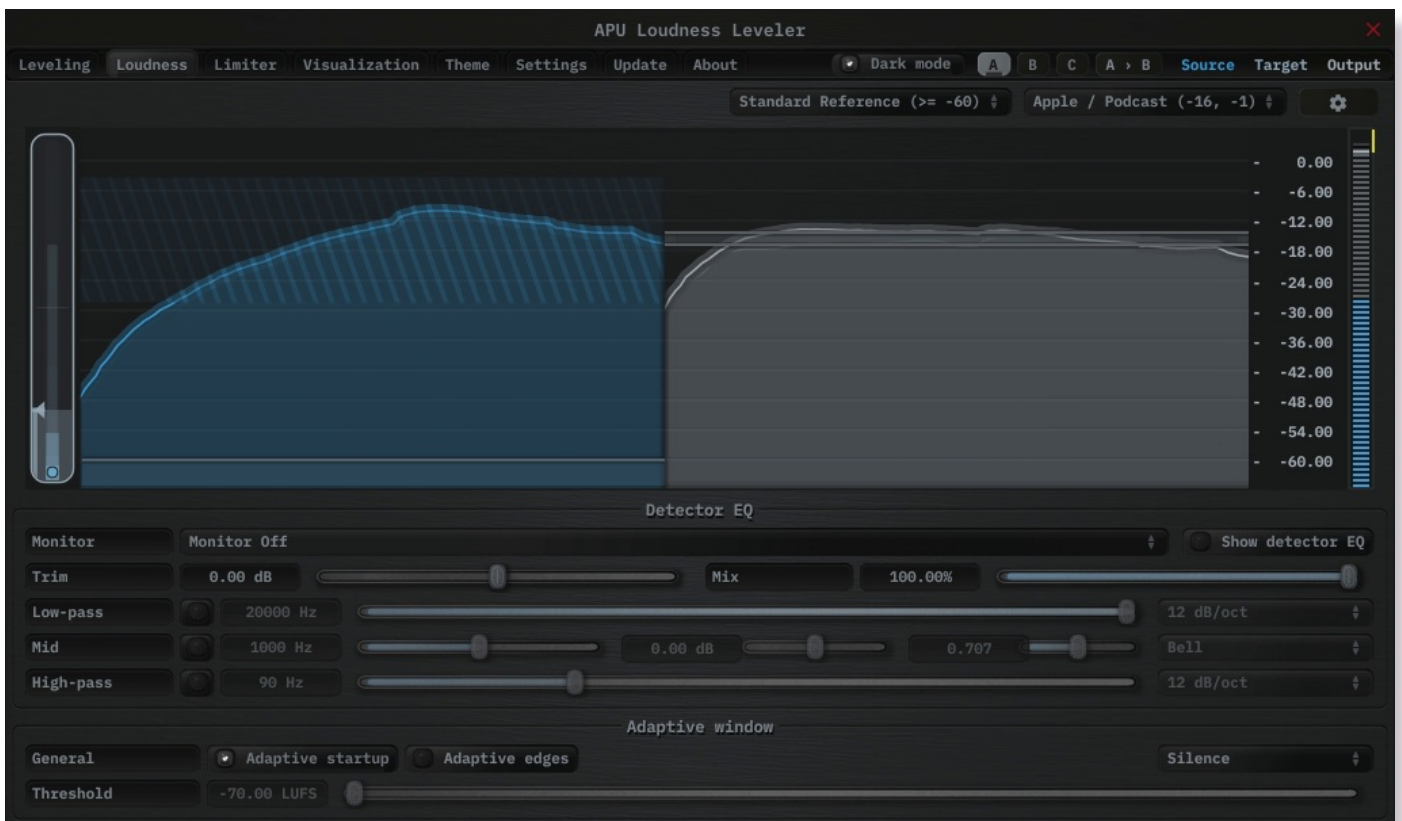 APU Loudness Leveler
Leveling Loudness Limiter Visualization Theme Settings Update About Dark mode A B C A › B Source Target Output
Standard Reference (>= -60) Apple / Podcast (-16, -1)
- 0.00
- -6.00
- -12.00
- -18.00
- -24.00
- -30.00
- -36.00
- -42.00
- -48.00
- -54.00
- -60.00
Detector EQ
Monitor Monitor Off Show detector EQ
Trim 0.00 dB Mix 100.00%
Low-pass 20000 Hz 12 dB/oct
Mid 1000 Hz 0.00 dB 0.707 Bell
High-pass 90 Hz 12 dB/oct
Adaptive window
General Adaptive startup Adaptive edges Silence
Threshold -70.00 LUFS